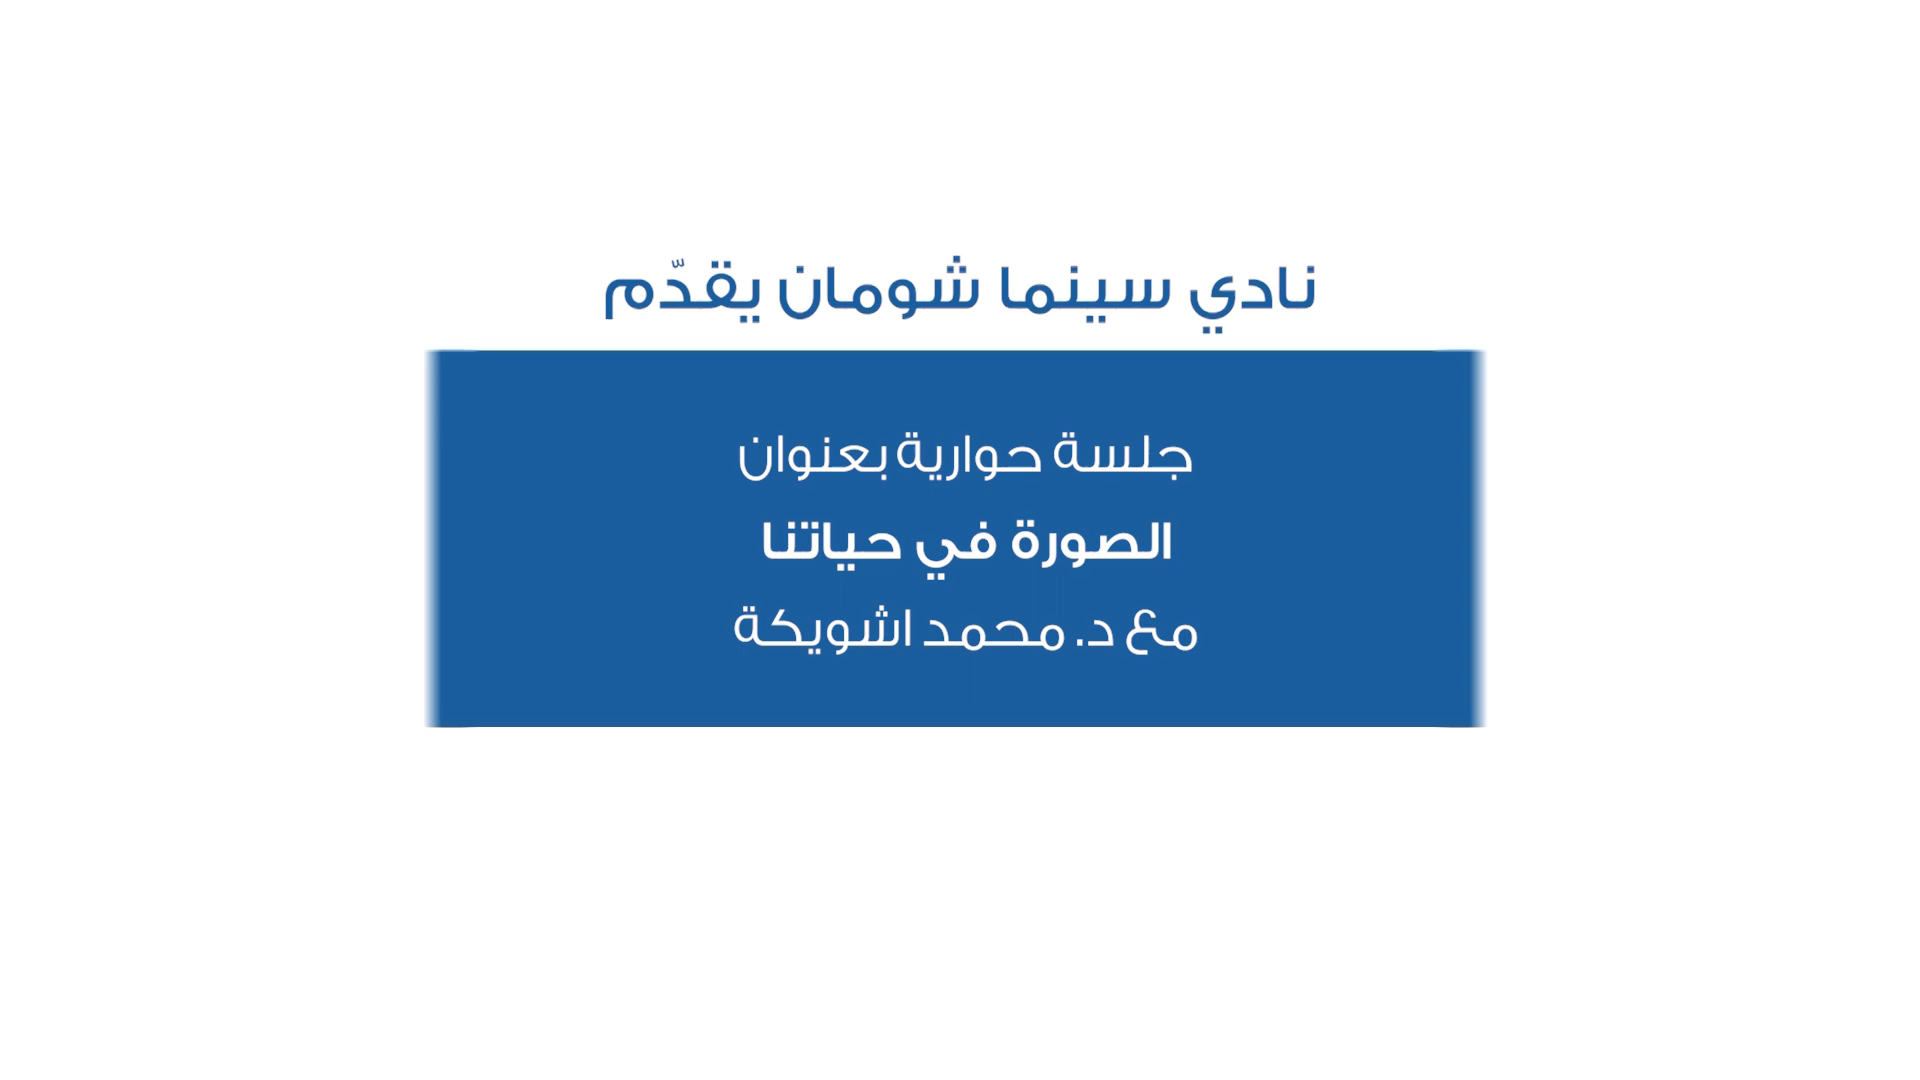 نادي سينما شومان يقدّم
جلسة حوارية بعنوان
الصورة في حياتنا
مع د. محمد اشويكة